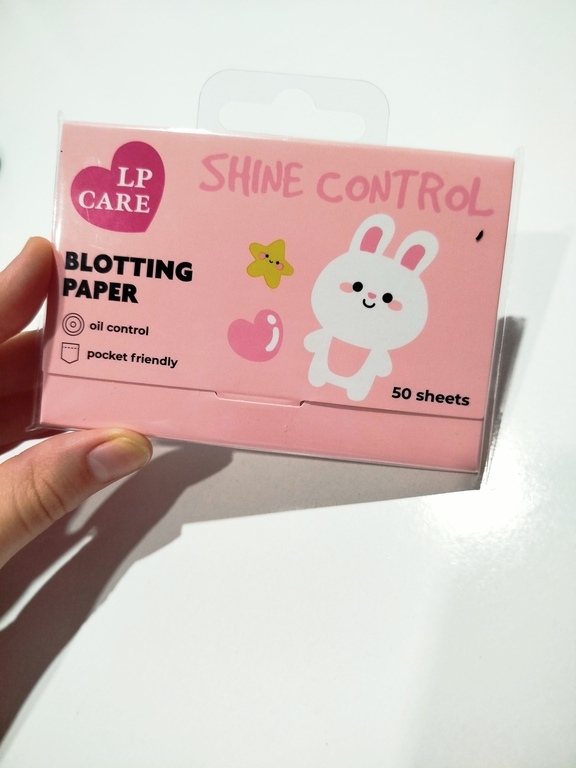 LP
CARE
SHINE CONTROL
BLOTTING
PAPER
oil control
pocket friendly
50 sheets